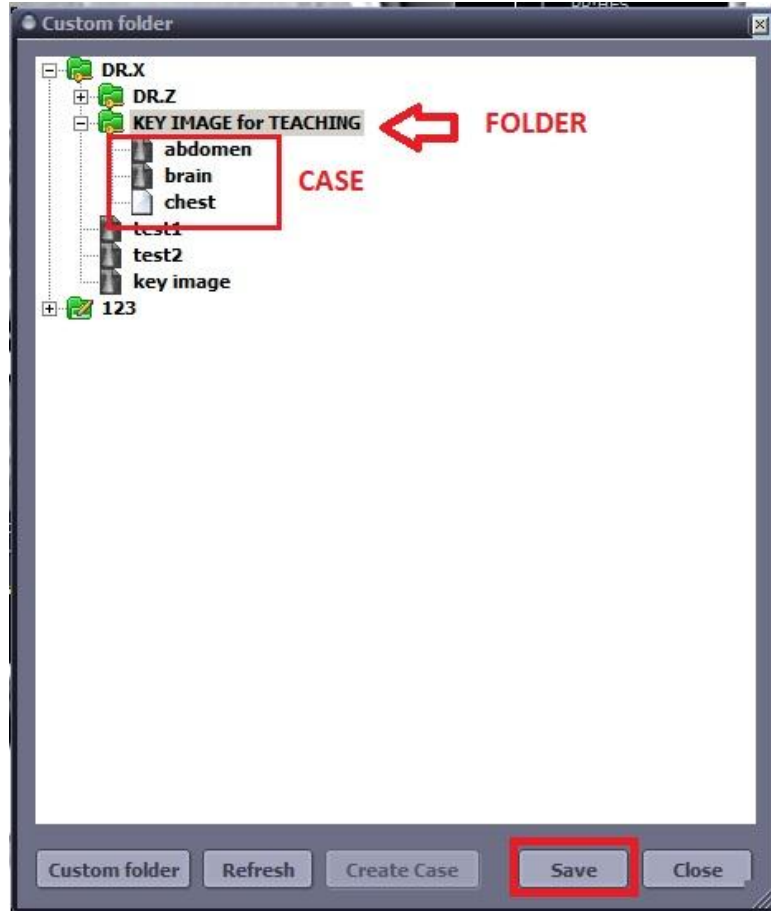 Custom folder
DR.X
DR.Z
KEY IMAGE for TEACHING
FOLDER
abdomen
brain
CASE
chest
test1
test2
key image
123
Custom folder
Refresh
Create Case
Save
Close